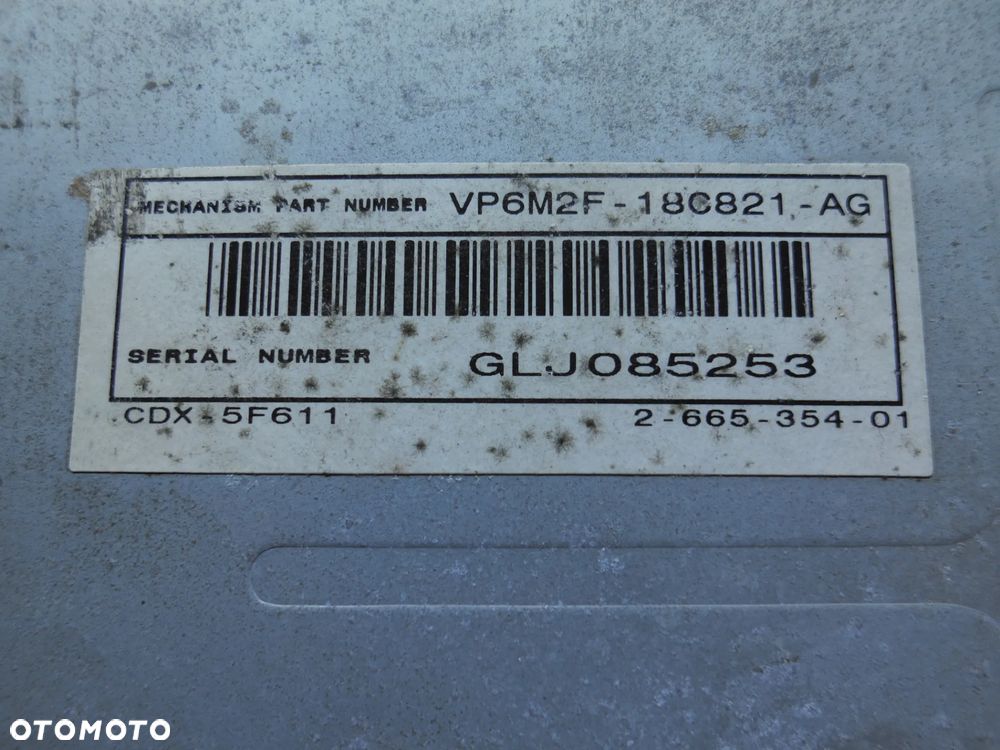 MECHANISM PART NUMBER VP6M2F-18C821-AG
SERIAL NUMBER GLJ085253
CDX-5F611 2-665-354-01
OTOMOTO